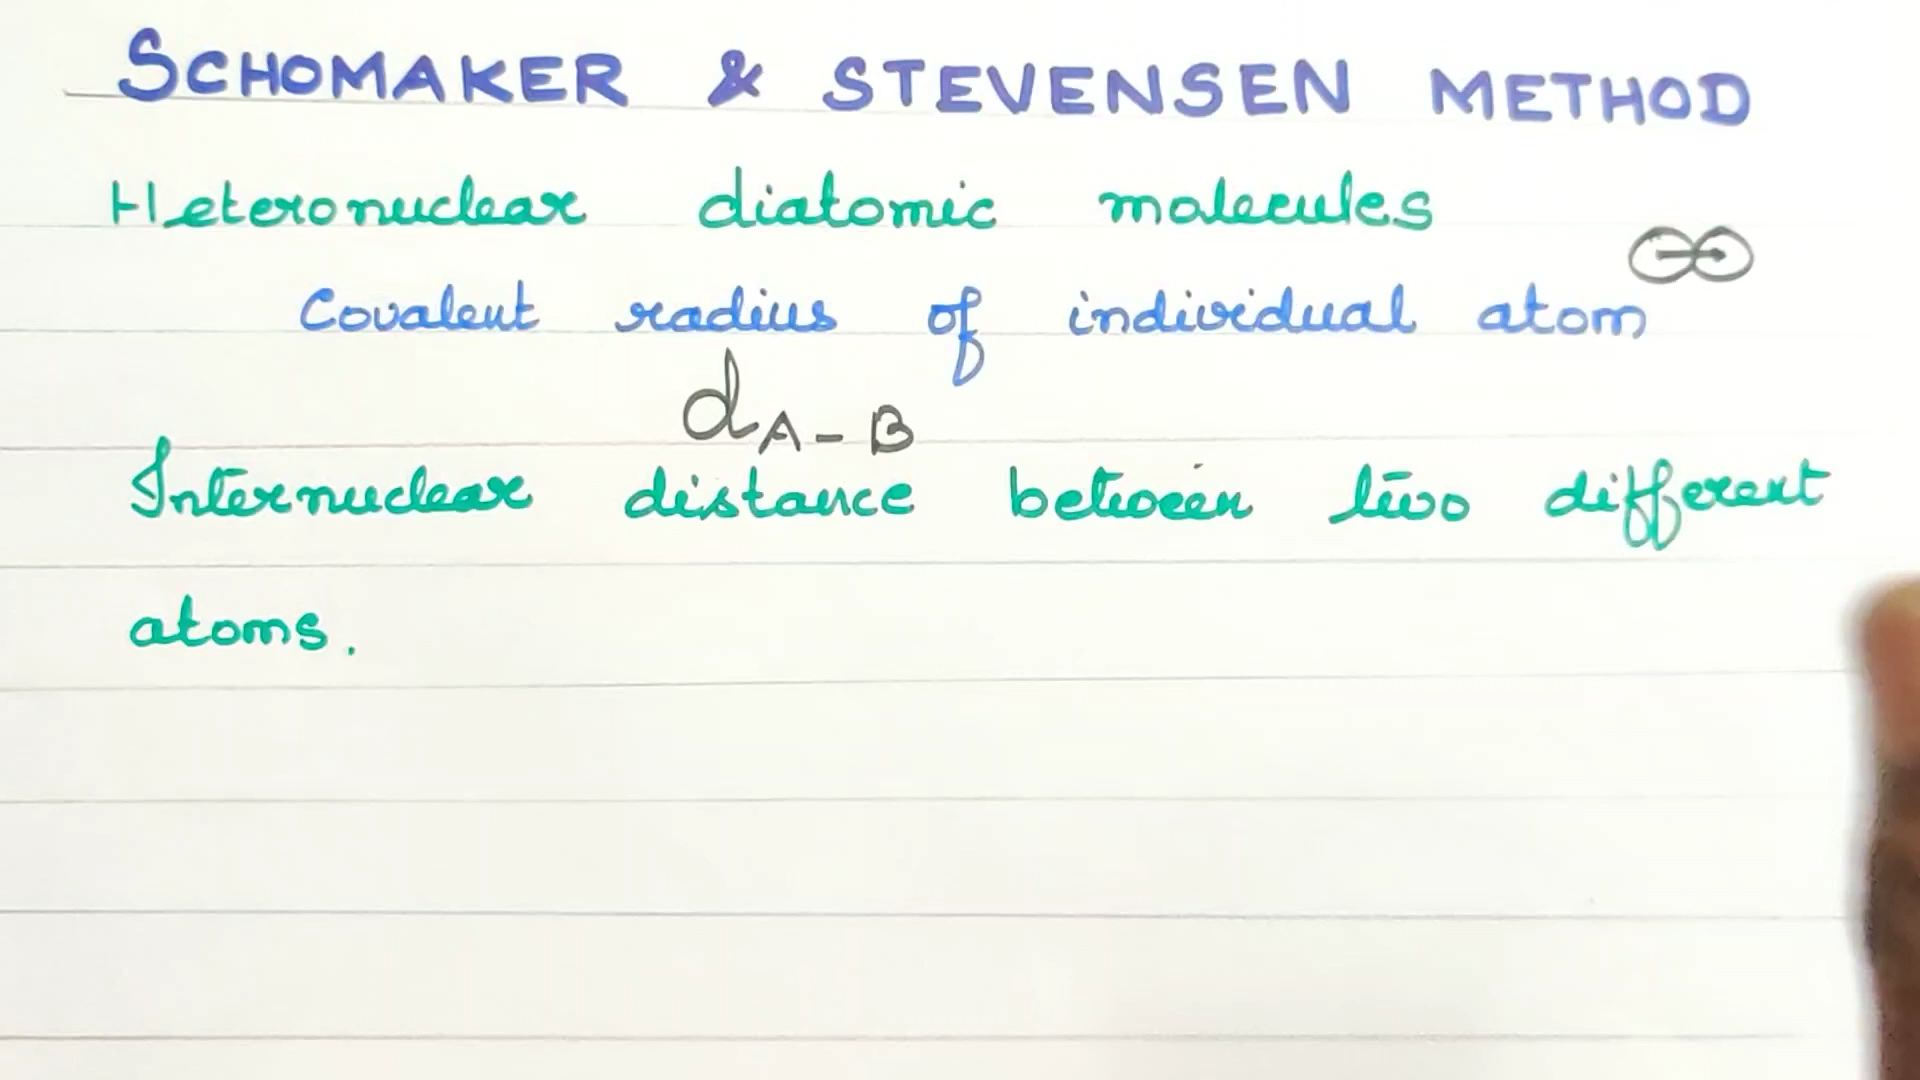 SCHOMAKER & STEVENSEN METHOD
Heteronuclear diatomic molecules
Covalent radius of individual atom
dA-B
Internuclear distance between two different
atoms.